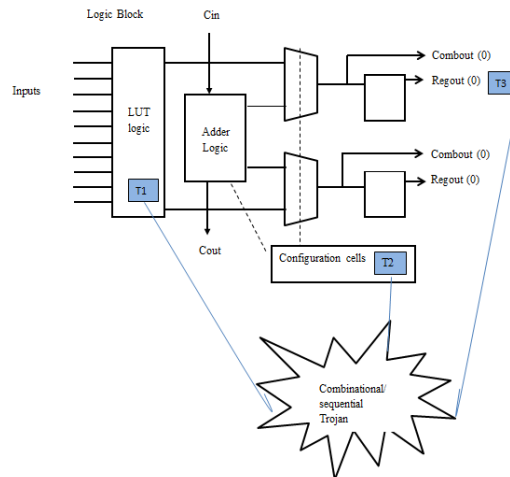 Logic Block
Cin
Combout (0)
Regout (0)
T3
Inputs
LUT
logic
Adder
Logic
T1
Combout (0)
Regout (0)
Cout
Configuration cells
T2
Combinational/
sequential
Trojan